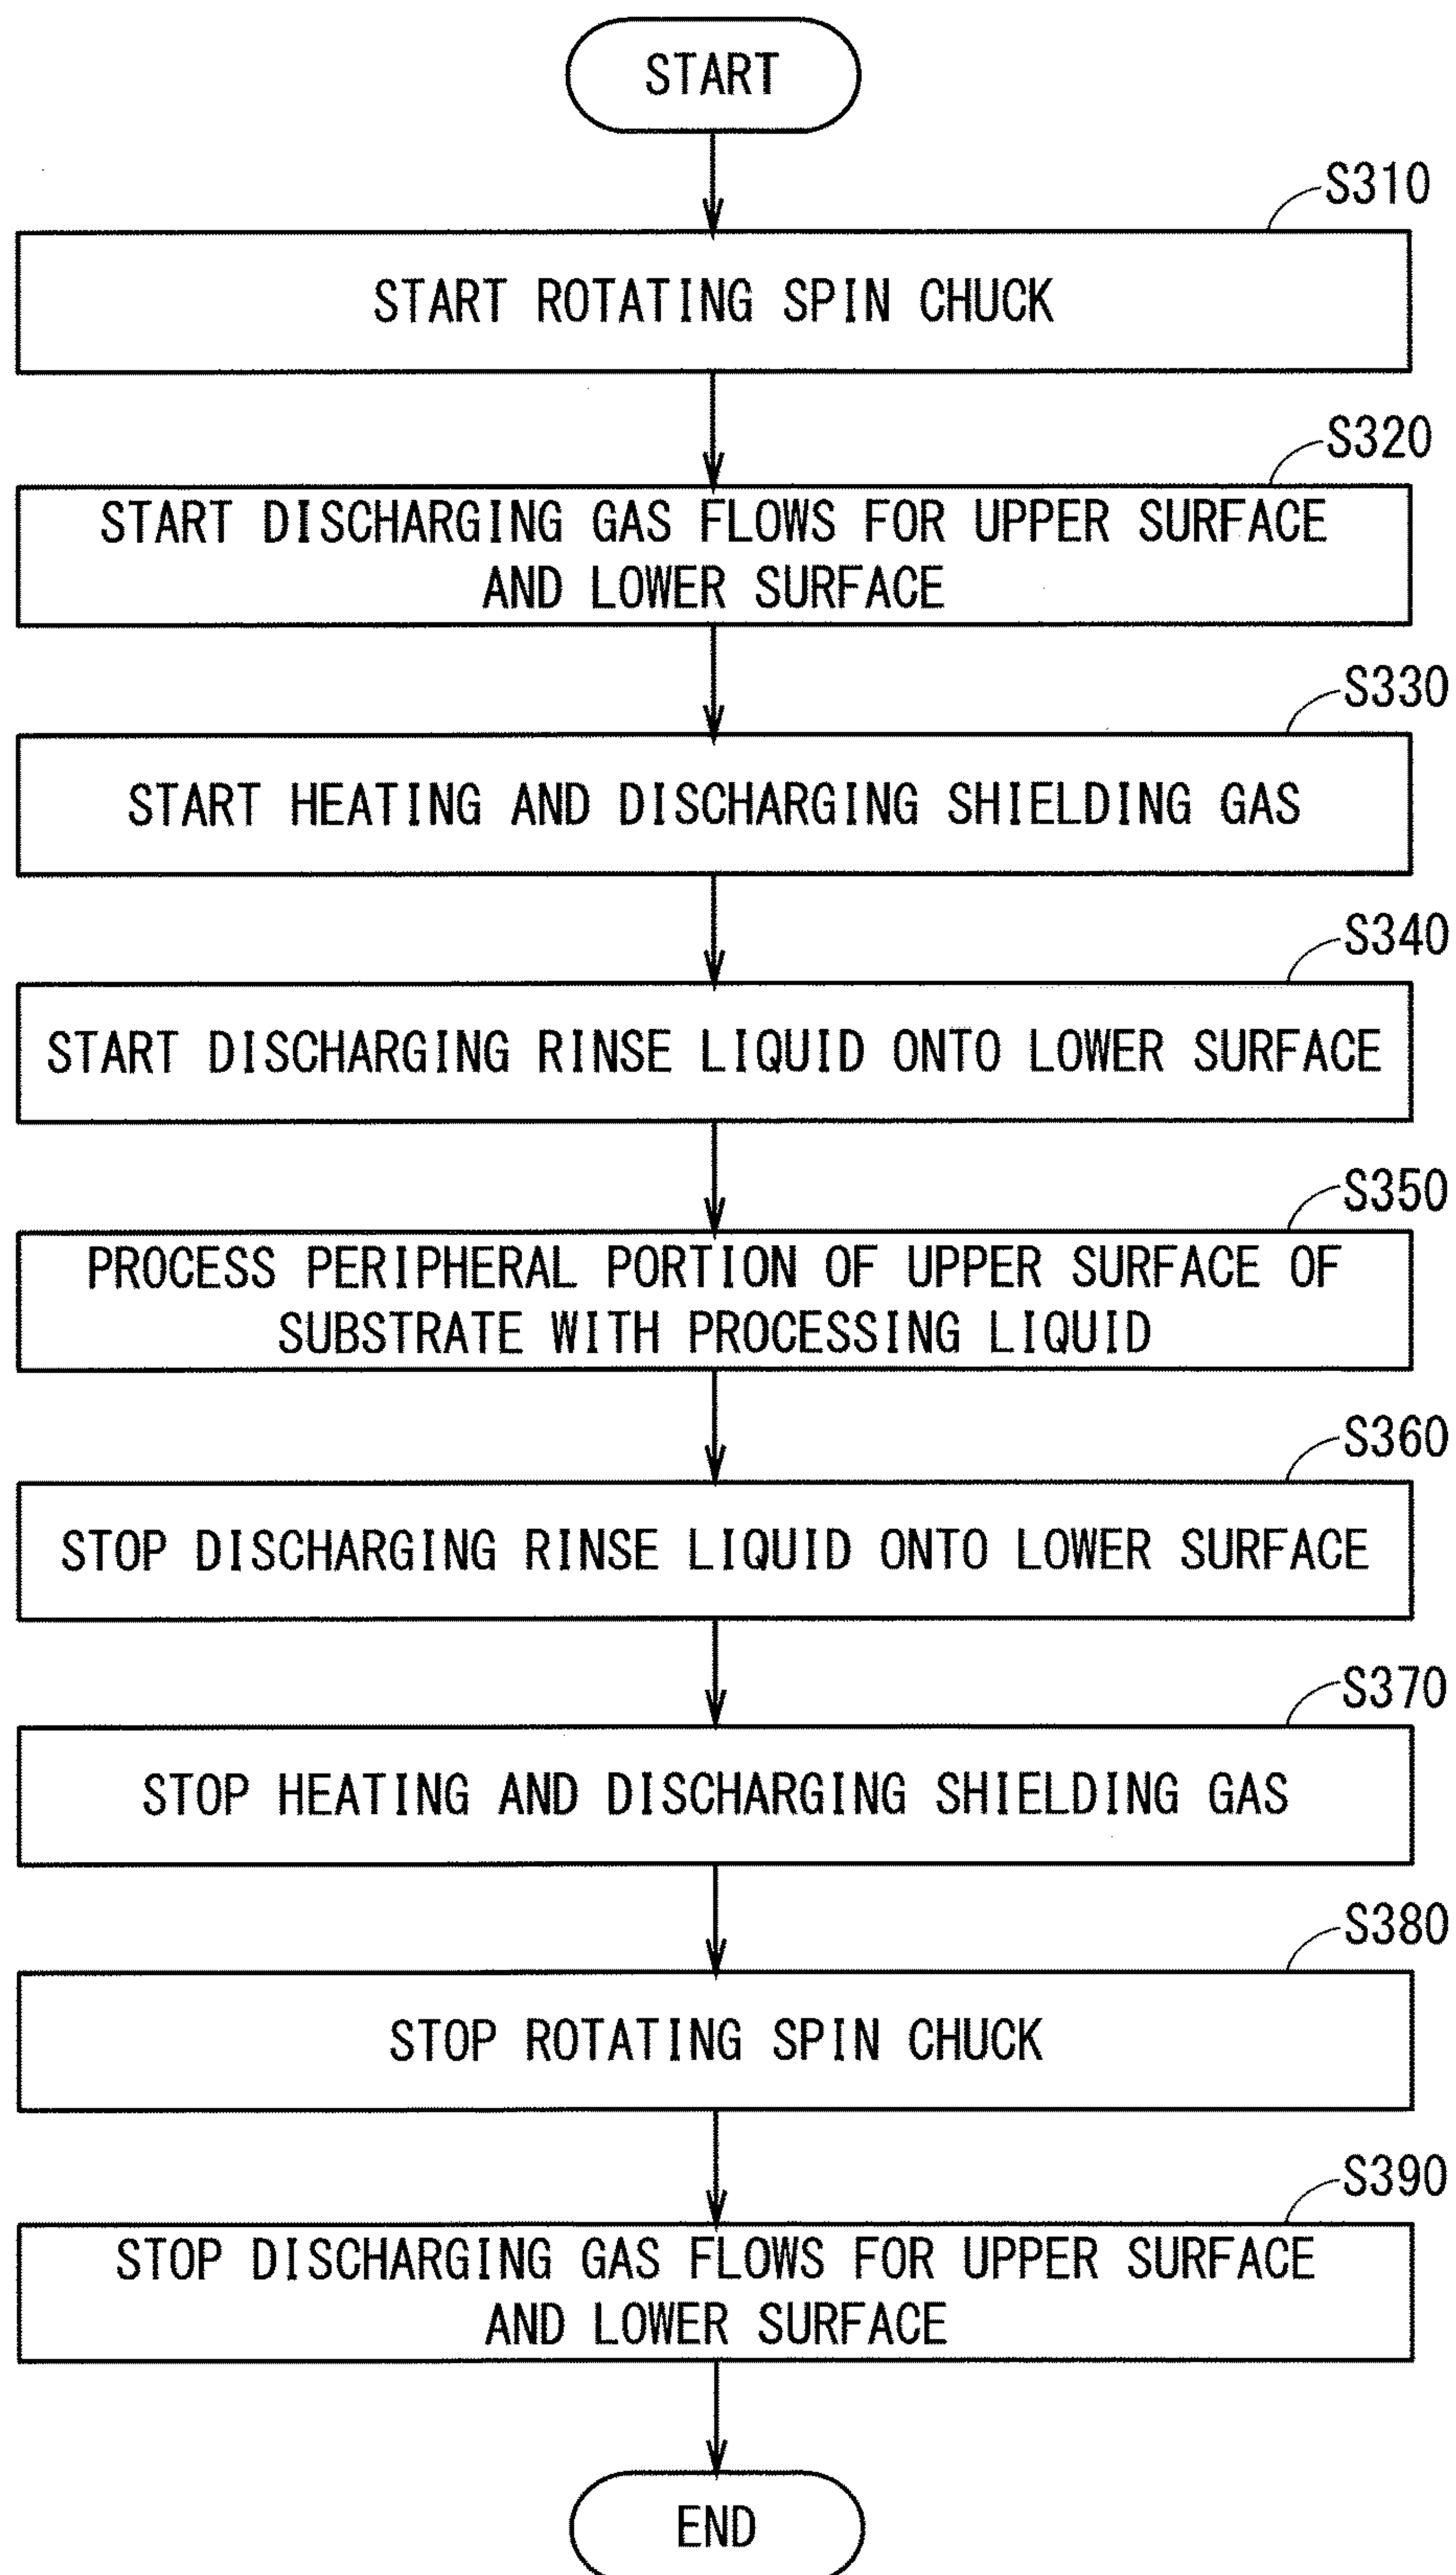 START
S310
START ROTATING SPIN CHUCK
S320
START DISCHARGING GAS FLOWS FOR UPPER SURFACE
AND LOWER SURFACE
S330
START HEATING AND DISCHARGING SHIELDING GAS
S340
START DISCHARGING RINSE LIQUID ONTO LOWER SURFACE
S350
PROCESS PERIPHERAL PORTION OF UPPER SURFACE OF
SUBSTRATE WITH PROCESSING LIQUID
S360
STOP DISCHARGING RINSE LIQUID ONTO LOWER SURFACE
S370
STOP HEATING AND DISCHARGING SHIELDING GAS
S380
STOP ROTATING SPIN CHUCK
S390
STOP DISCHARGING GAS FLOWS FOR UPPER SURFACE
AND LOWER SURFACE
END